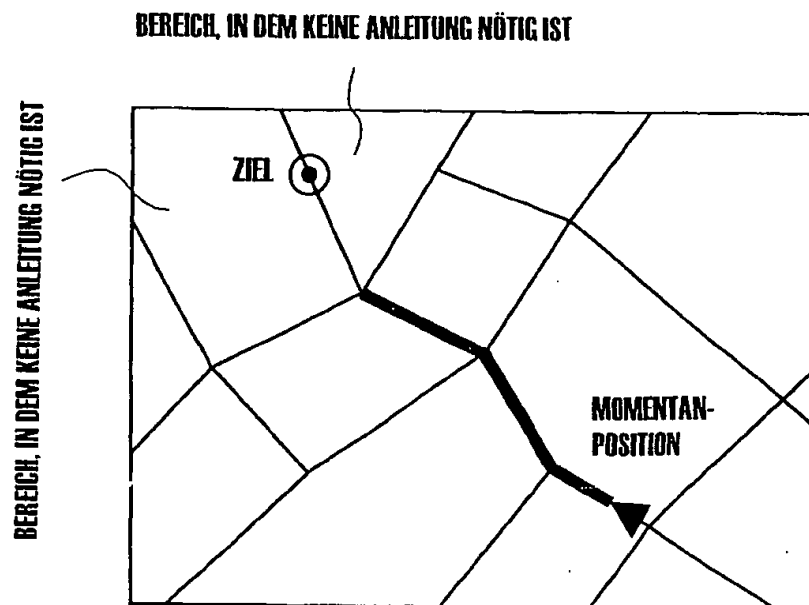 BEREICH, IN DEM KEINE ANLEITUNG NÖTIG IST
BEREICH, IN DEM KEINE ANLEITUNG NÖTIG IST
ZIEL
MOMENTAN-
POSITION